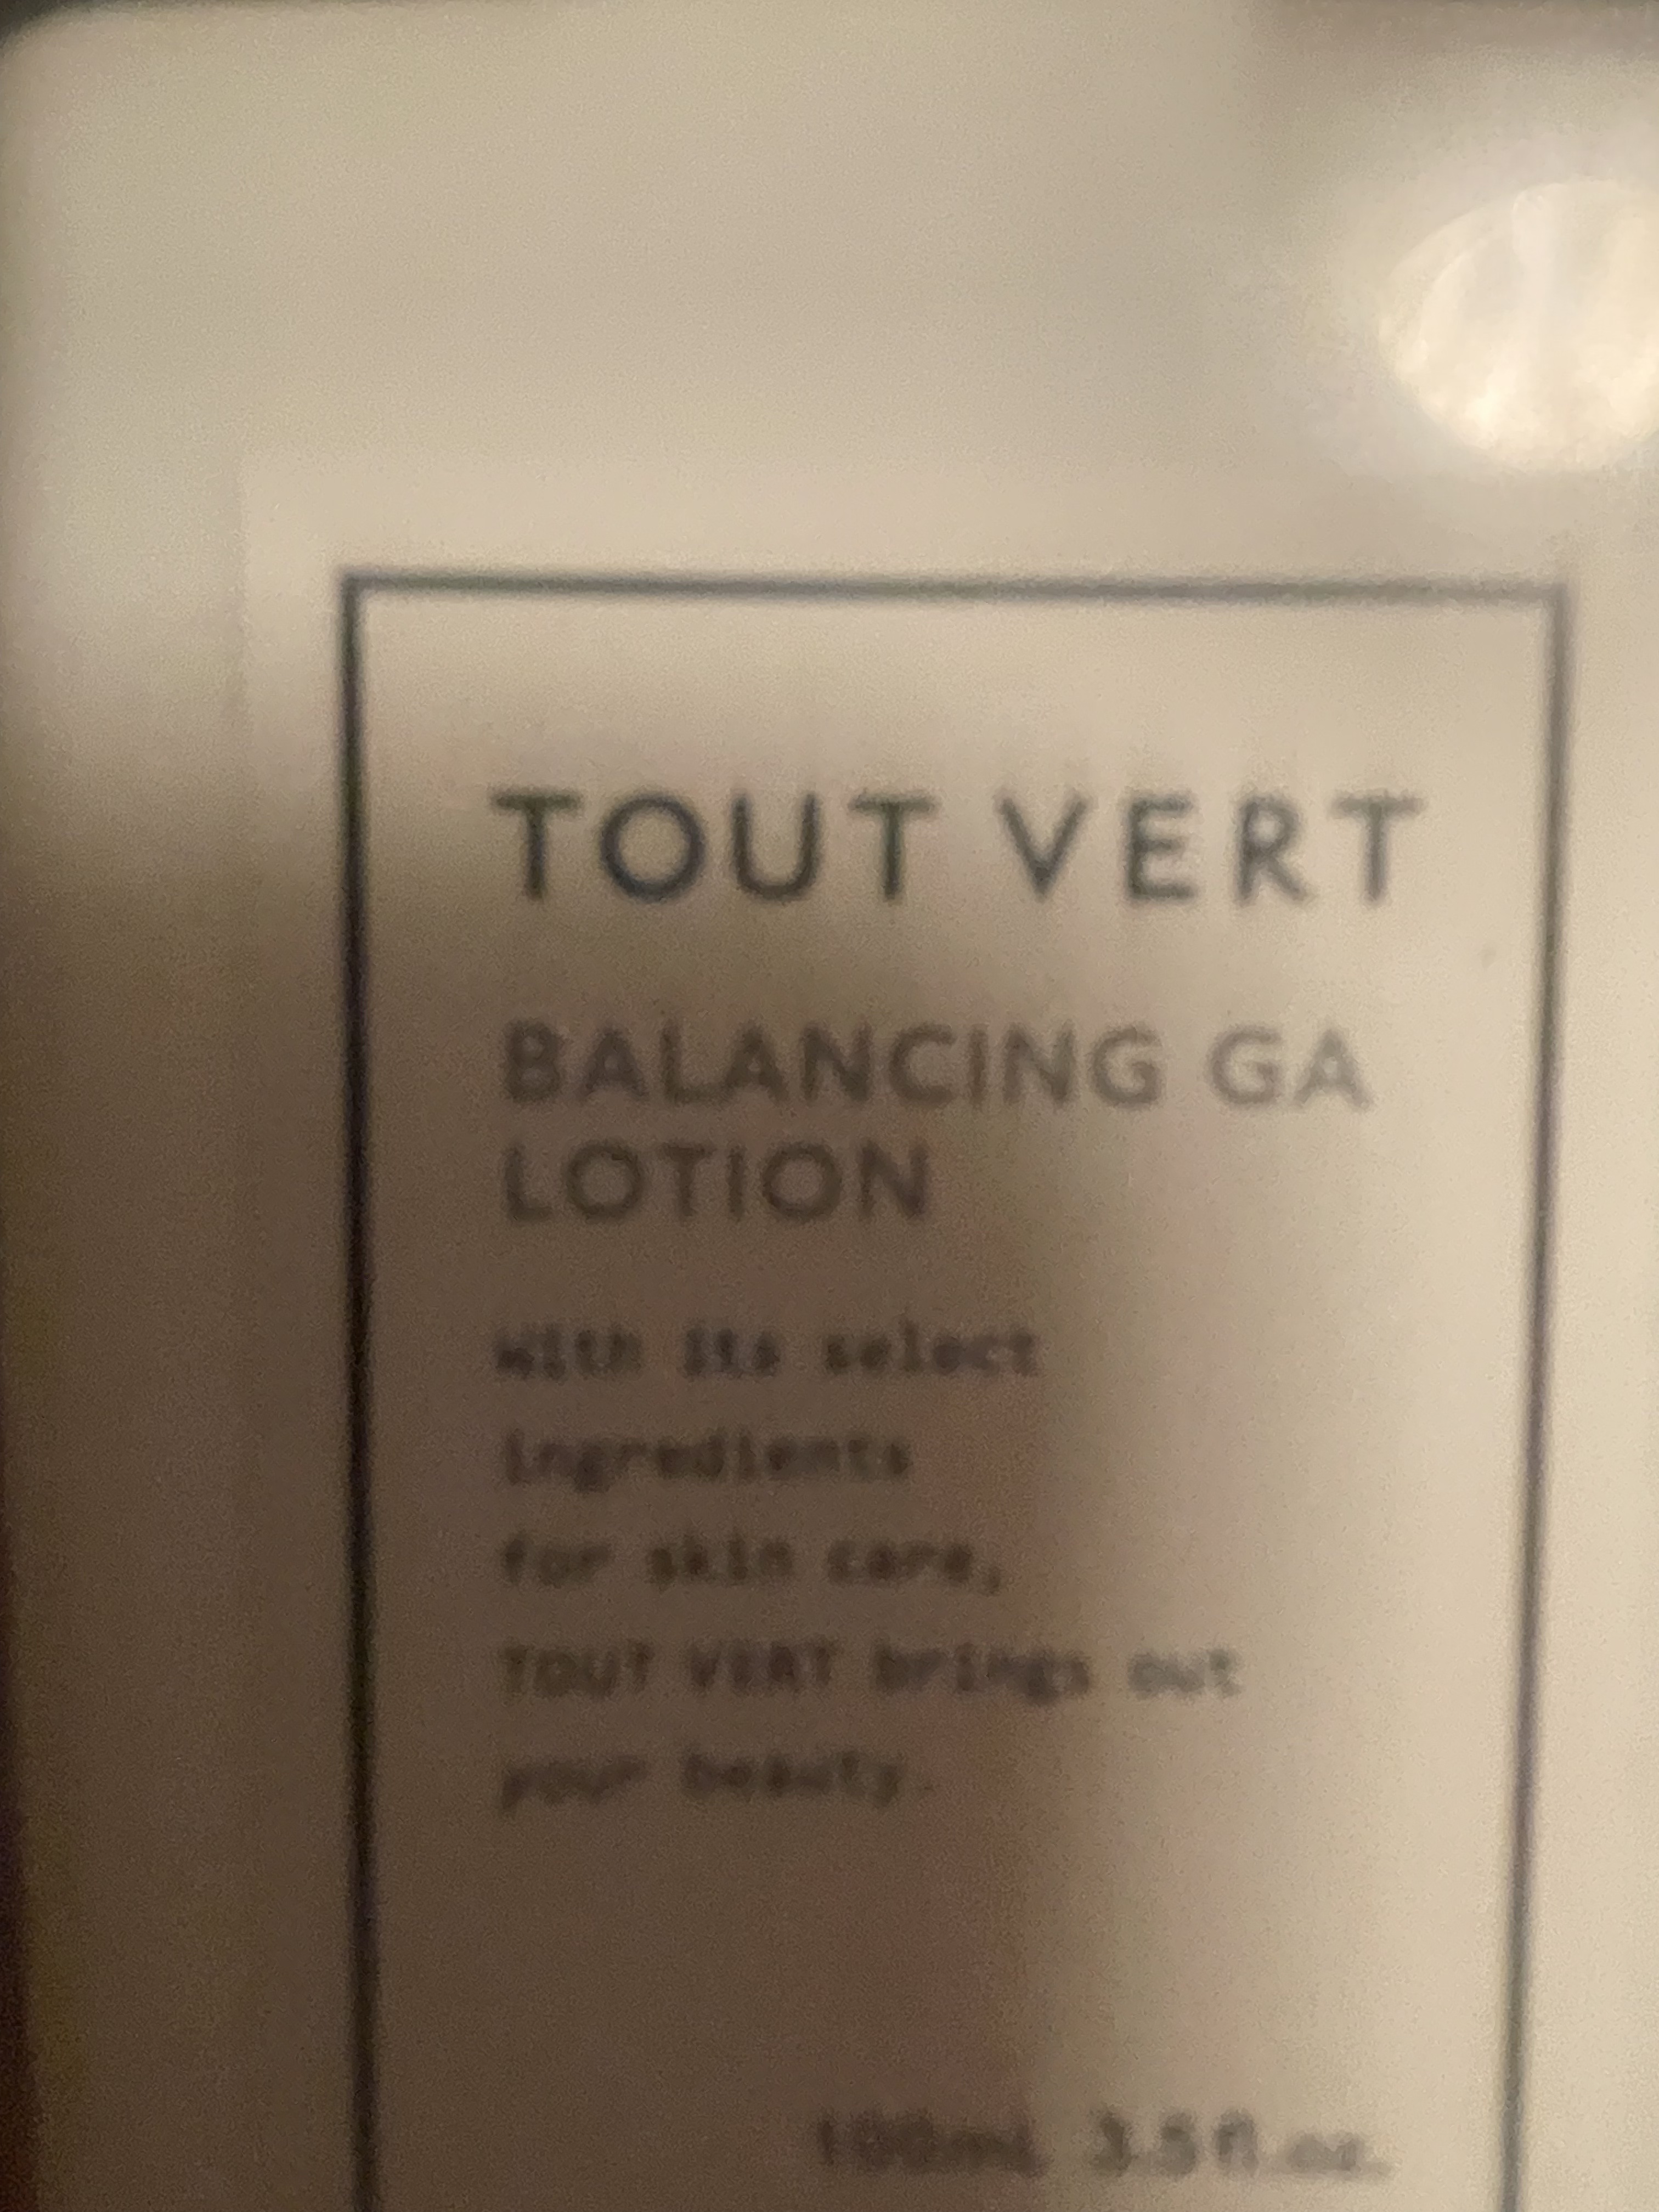 TOUT VERT
BALANCING GA
LOTION
With its select
ingredients
for skin care,
TOUT VERT brings out
your beauty.
100mL 3.5fl.oz.